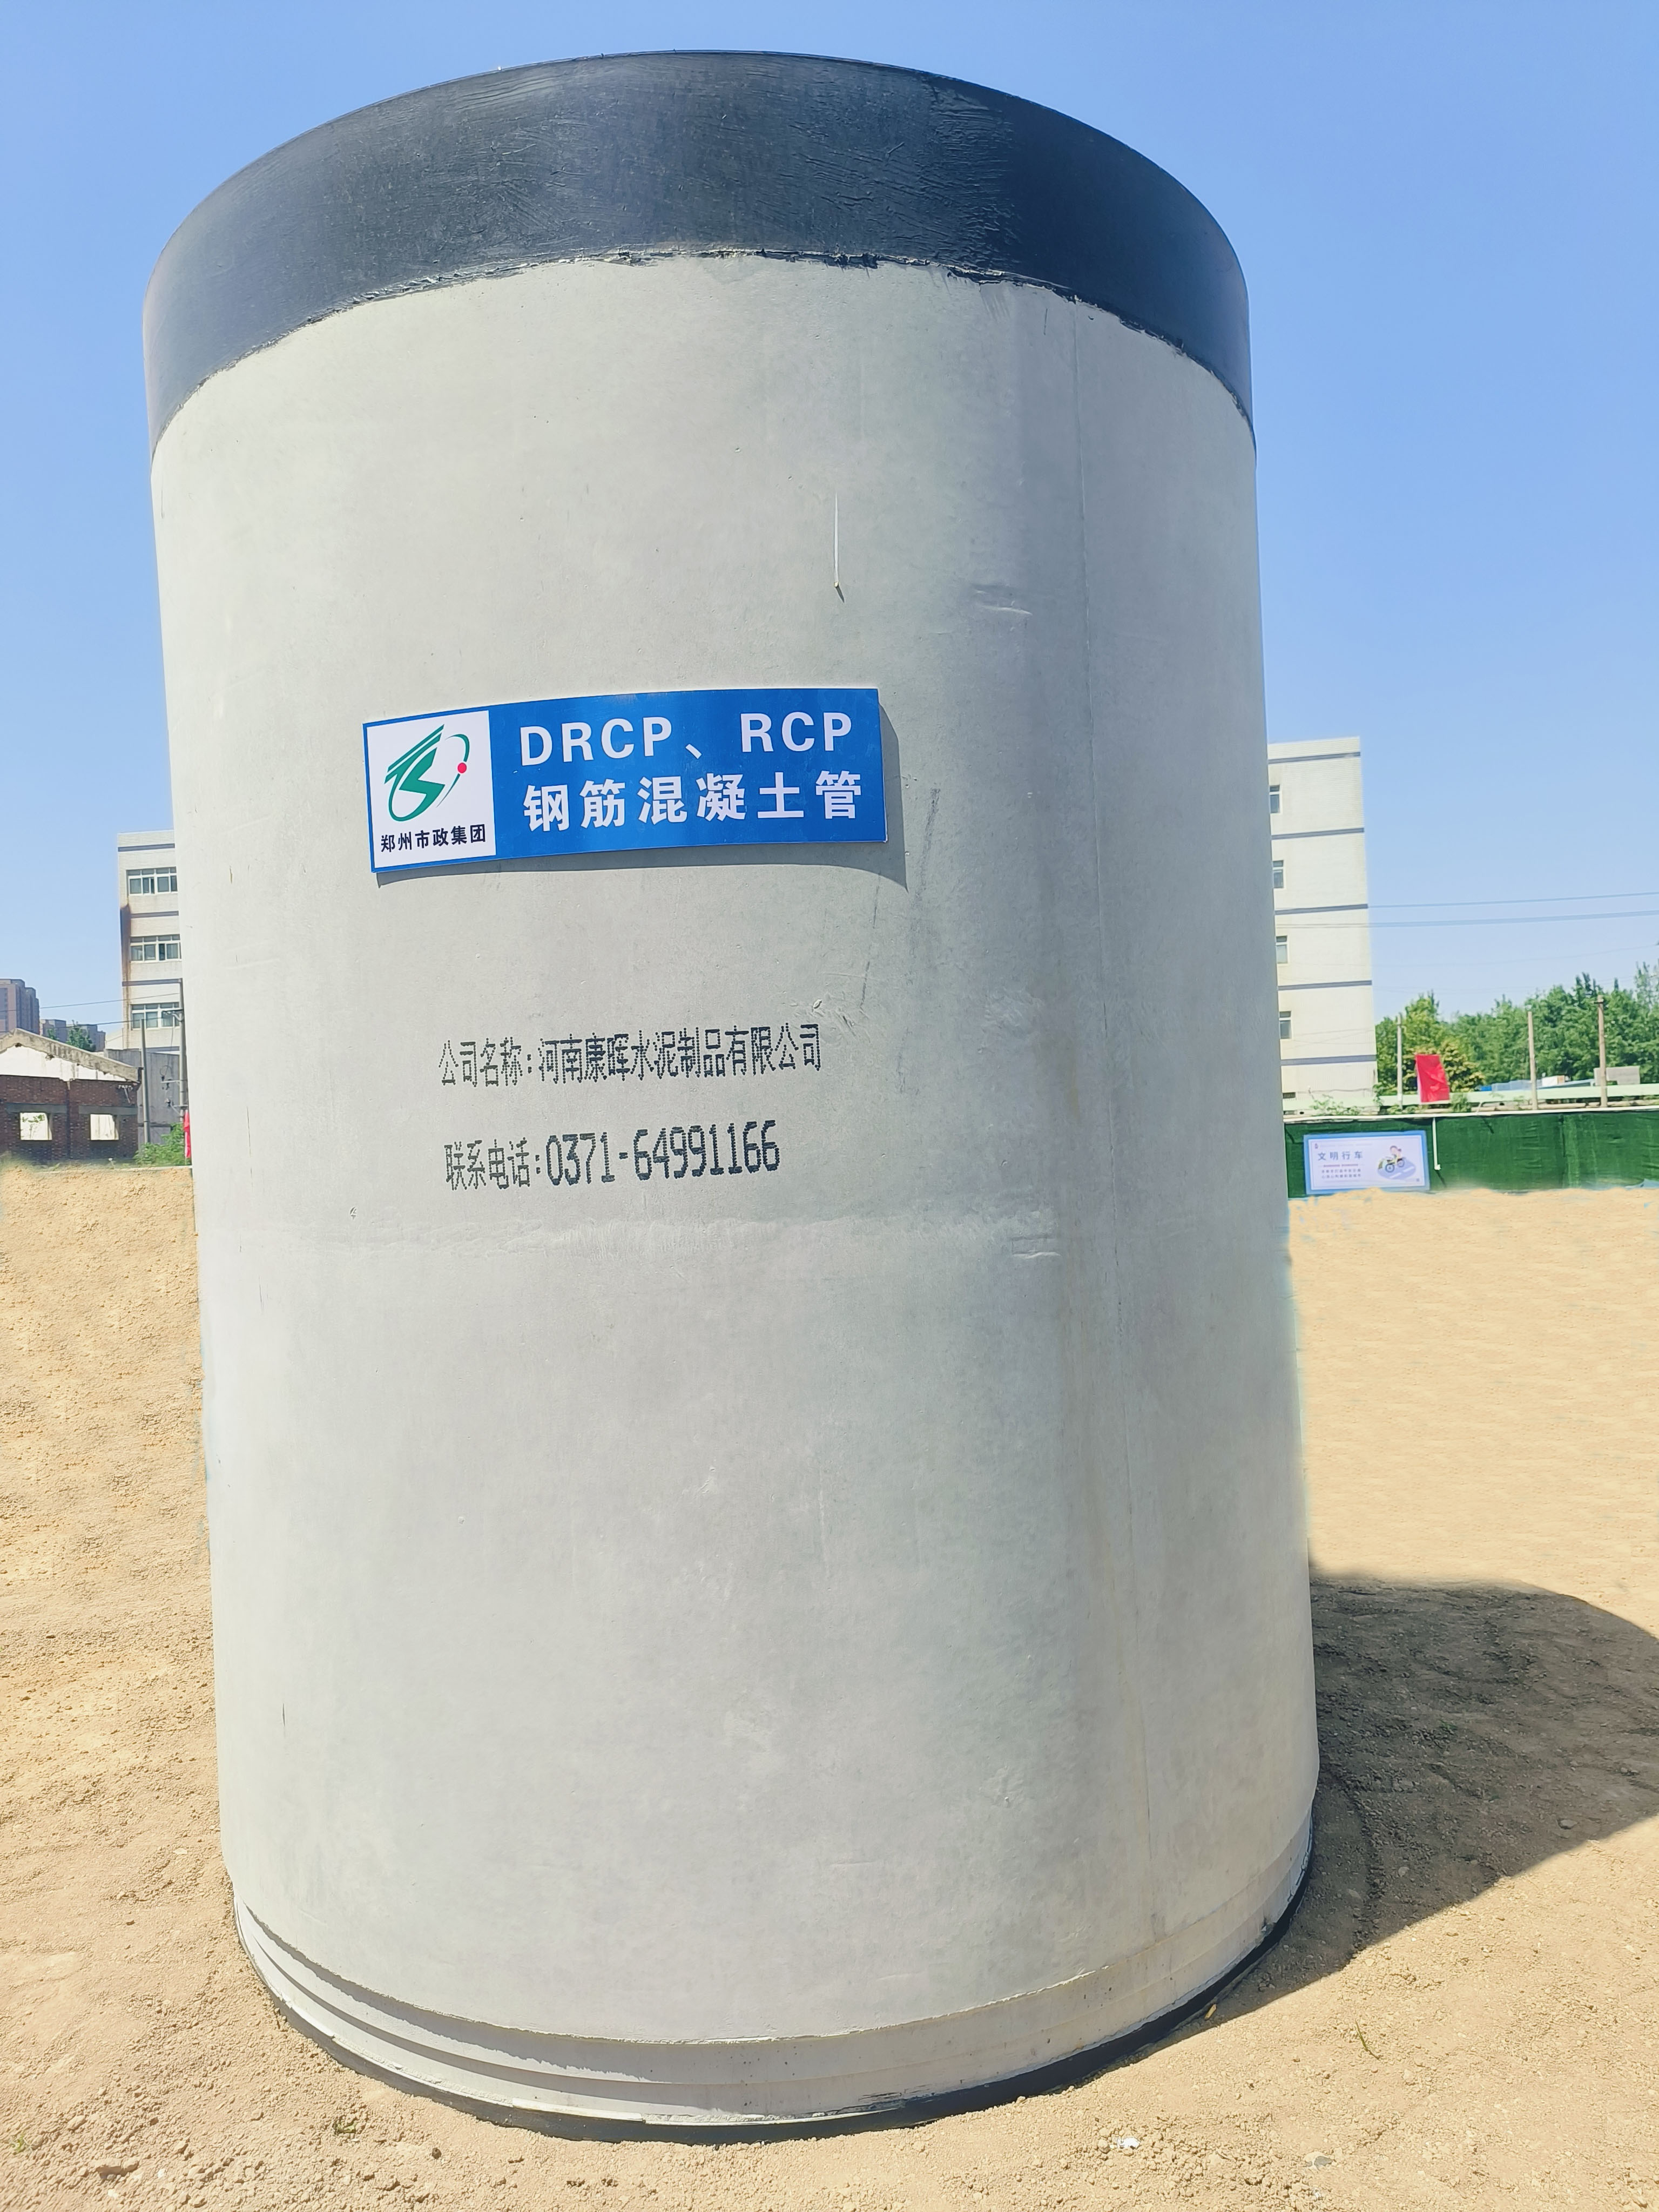 DRCP、RCP
钢筋混凝土管
郑州市政集团
公司名称:河南康晖水泥制品有限公司
联系电话:0371-64991166
文明行车